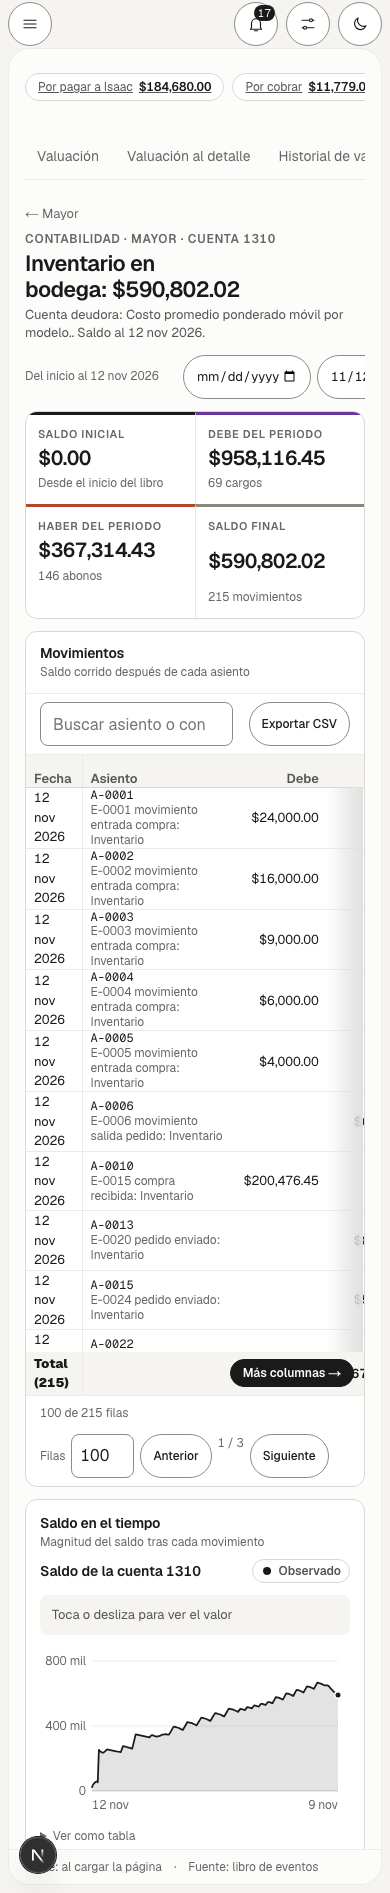 17
Por pagar a Isaac $184,680.00 Por cobrar $11,779.0
Valuación Valuación al detalle Historial de va
← Mayor
CONTABILIDAD · MAYOR · CUENTA 1310
Inventario en
bodega: $590,802.02
Cuenta deudora: Costo promedio ponderado móvil por
modelo.. Saldo al 12 nov 2026.
Del inicio al 12 nov 2026 mm/dd/yyyy 11/12
SALDO INICIAL
$0.00
Desde el inicio del libro
DEBE DEL PERIODO
$958,116.45
69 cargos
HABER DEL PERIODO
$367,314.43
146 abonos
SALDO FINAL
$590,802.02
215 movimientos
Movimientos
Saldo corrido después de cada asiento
Buscar asiento o con Exportar CSV
Fecha Asiento Debe
12
nov
2026
A-0001
E-0001 movimiento
entrada compra:
Inventario
$24,000.00
12
nov
2026
A-0002
E-0002 movimiento
entrada compra:
Inventario
$16,000.00
12
nov
2026
A-0003
E-0003 movimiento
entrada compra:
Inventario
$9,000.00
12
nov
2026
A-0004
E-0004 movimiento
entrada compra:
Inventario
$6,000.00
12
nov
2026
A-0005
E-0005 movimiento
entrada compra:
Inventario
$4,000.00
12
nov
2026
A-0006
E-0006 movimiento
salida pedido: Inventario
12
nov
2026
A-0010
E-0015 compra
recibida: Inventario
$200,476.45
12
nov
2026
A-0013
E-0020 pedido enviado:
Inventario
12
nov
2026
A-0015
E-0024 pedido enviado:
Inventario
12
A-0022
Total
(215)
Más columnas →
100 de 215 filas
Filas 100 Anterior 1 / 3 Siguiente
Saldo en el tiempo
Magnitud del saldo tras cada movimiento
Saldo de la cuenta 1310 Observado
Toca o desliza para ver el valor
800 mil
400 mil
0
12 nov 9 nov
▶ Ver como tabla
N
: al cargar la página · Fuente: libro de eventos